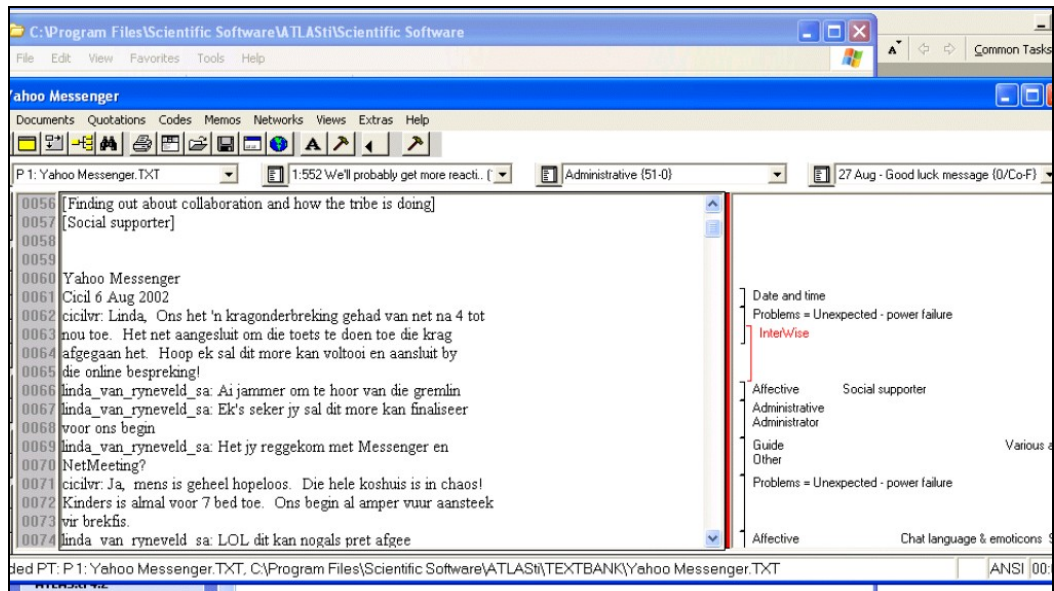 C:\Program Files\Scientific Software\ATLASti\Scientific Software
File Edit View Favorites Tools Help
Common Tasks
ahoo Messenger
Documents Quotations Codes Memos Networks Views Extras Help
P 1: Yahoo Messenger.TXT 1:552 We'll probably get more reacti.. Administrative {51-0} 27 Aug - Good luck message {0/Co-F}
0056 [Finding out about collaboration and how the tribe is doing]
0057 [Social supporter]
0058
0059
0060 Yahoo Messenger
0061 Cicil 6 Aug 2002
0062 cicilvr: Linda, Ons het 'n kragonderbreking gehad van net na 4 tot
0063 nou toe. Het net aangesluit om die toets te doen toe die krag
0064 afgegaan het. Hoop ek sal dit more kan voltooi en aansluit by
0065 die online bespreking!
0066 linda_van_ryneveld_sa: Ai jammer om te hoor van die gremlin
0067 linda_van_ryneveld_sa: Ek's seker jy sal dit more kan finaliseer
0068 voor ons begin
0069 linda_van_ryneveld_sa: Het jy reggekom met Messenger en
0070 NetMeeting?
0071 cicilvr: Ja, mens is geheel hopeloos. Die hele koshuis is in chaos!
0072 Kinders is almal voor 7 bed toe. Ons begin al amper vuur aansteek
0073 vir brekfis.
0074 linda_van_ryneveld_sa: LOL dit kan nogals pret afgee
Date and time
Problems = Unexpected - power failure
InterWise
Affective Social supporter
Administrative
Administrator
Guide Various
Other
Problems = Unexpected - power failure
Affective Chat language & emoticons
ded PT: P 1: Yahoo Messenger.TXT, C:\Program Files\Scientific Software\ATLASti\TEXTBANK\Yahoo Messenger.TXT ANSI 00: